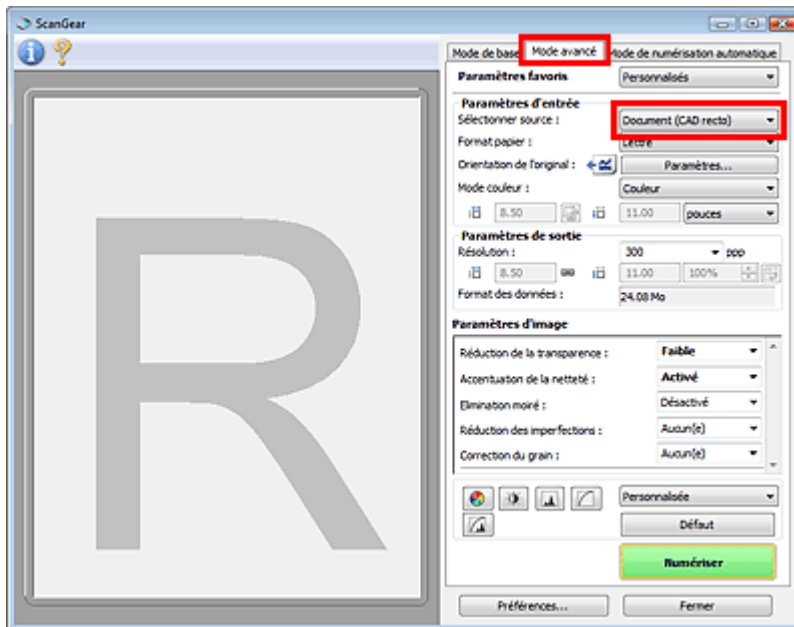 ScanGear
Mode de base Mode avancé Mode de numérisation automatique
Paramètres favoris Personnalisés
Paramètres d'entrée
Sélectionner source : Document (CAD recto)
Format papier : Lettre
Orientation de l'original : Paramètres...
Mode couleur : Couleur
8.50 11.00 pouces
Paramètres de sortie
Résolution : 300 ppp
8.50 11.00 100%
Format des données : 24.08 Mo
Paramètres d'image
Réduction de la transparence : Faible
Accentuation de la netteté : Activé
Elimination moiré : Désactivé
Réduction des imperfections : Aucun(e)
Correction du grain : Aucun(e)
Personnalisée
Défaut
Numériser
Préférences... Fermer
R